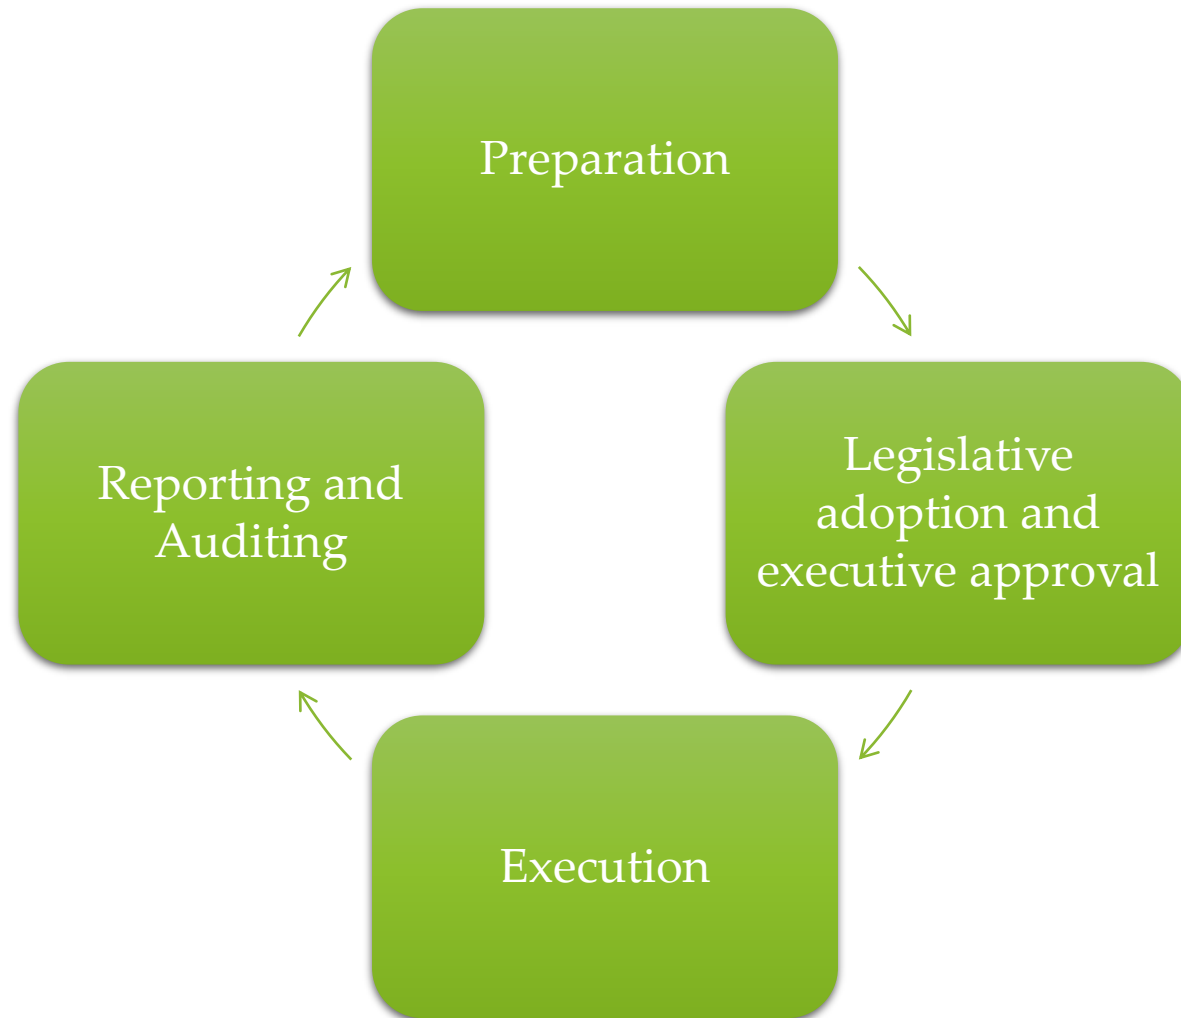 Preparation
Legislative
adoption and
executive approval
Execution
Reporting and
Auditing